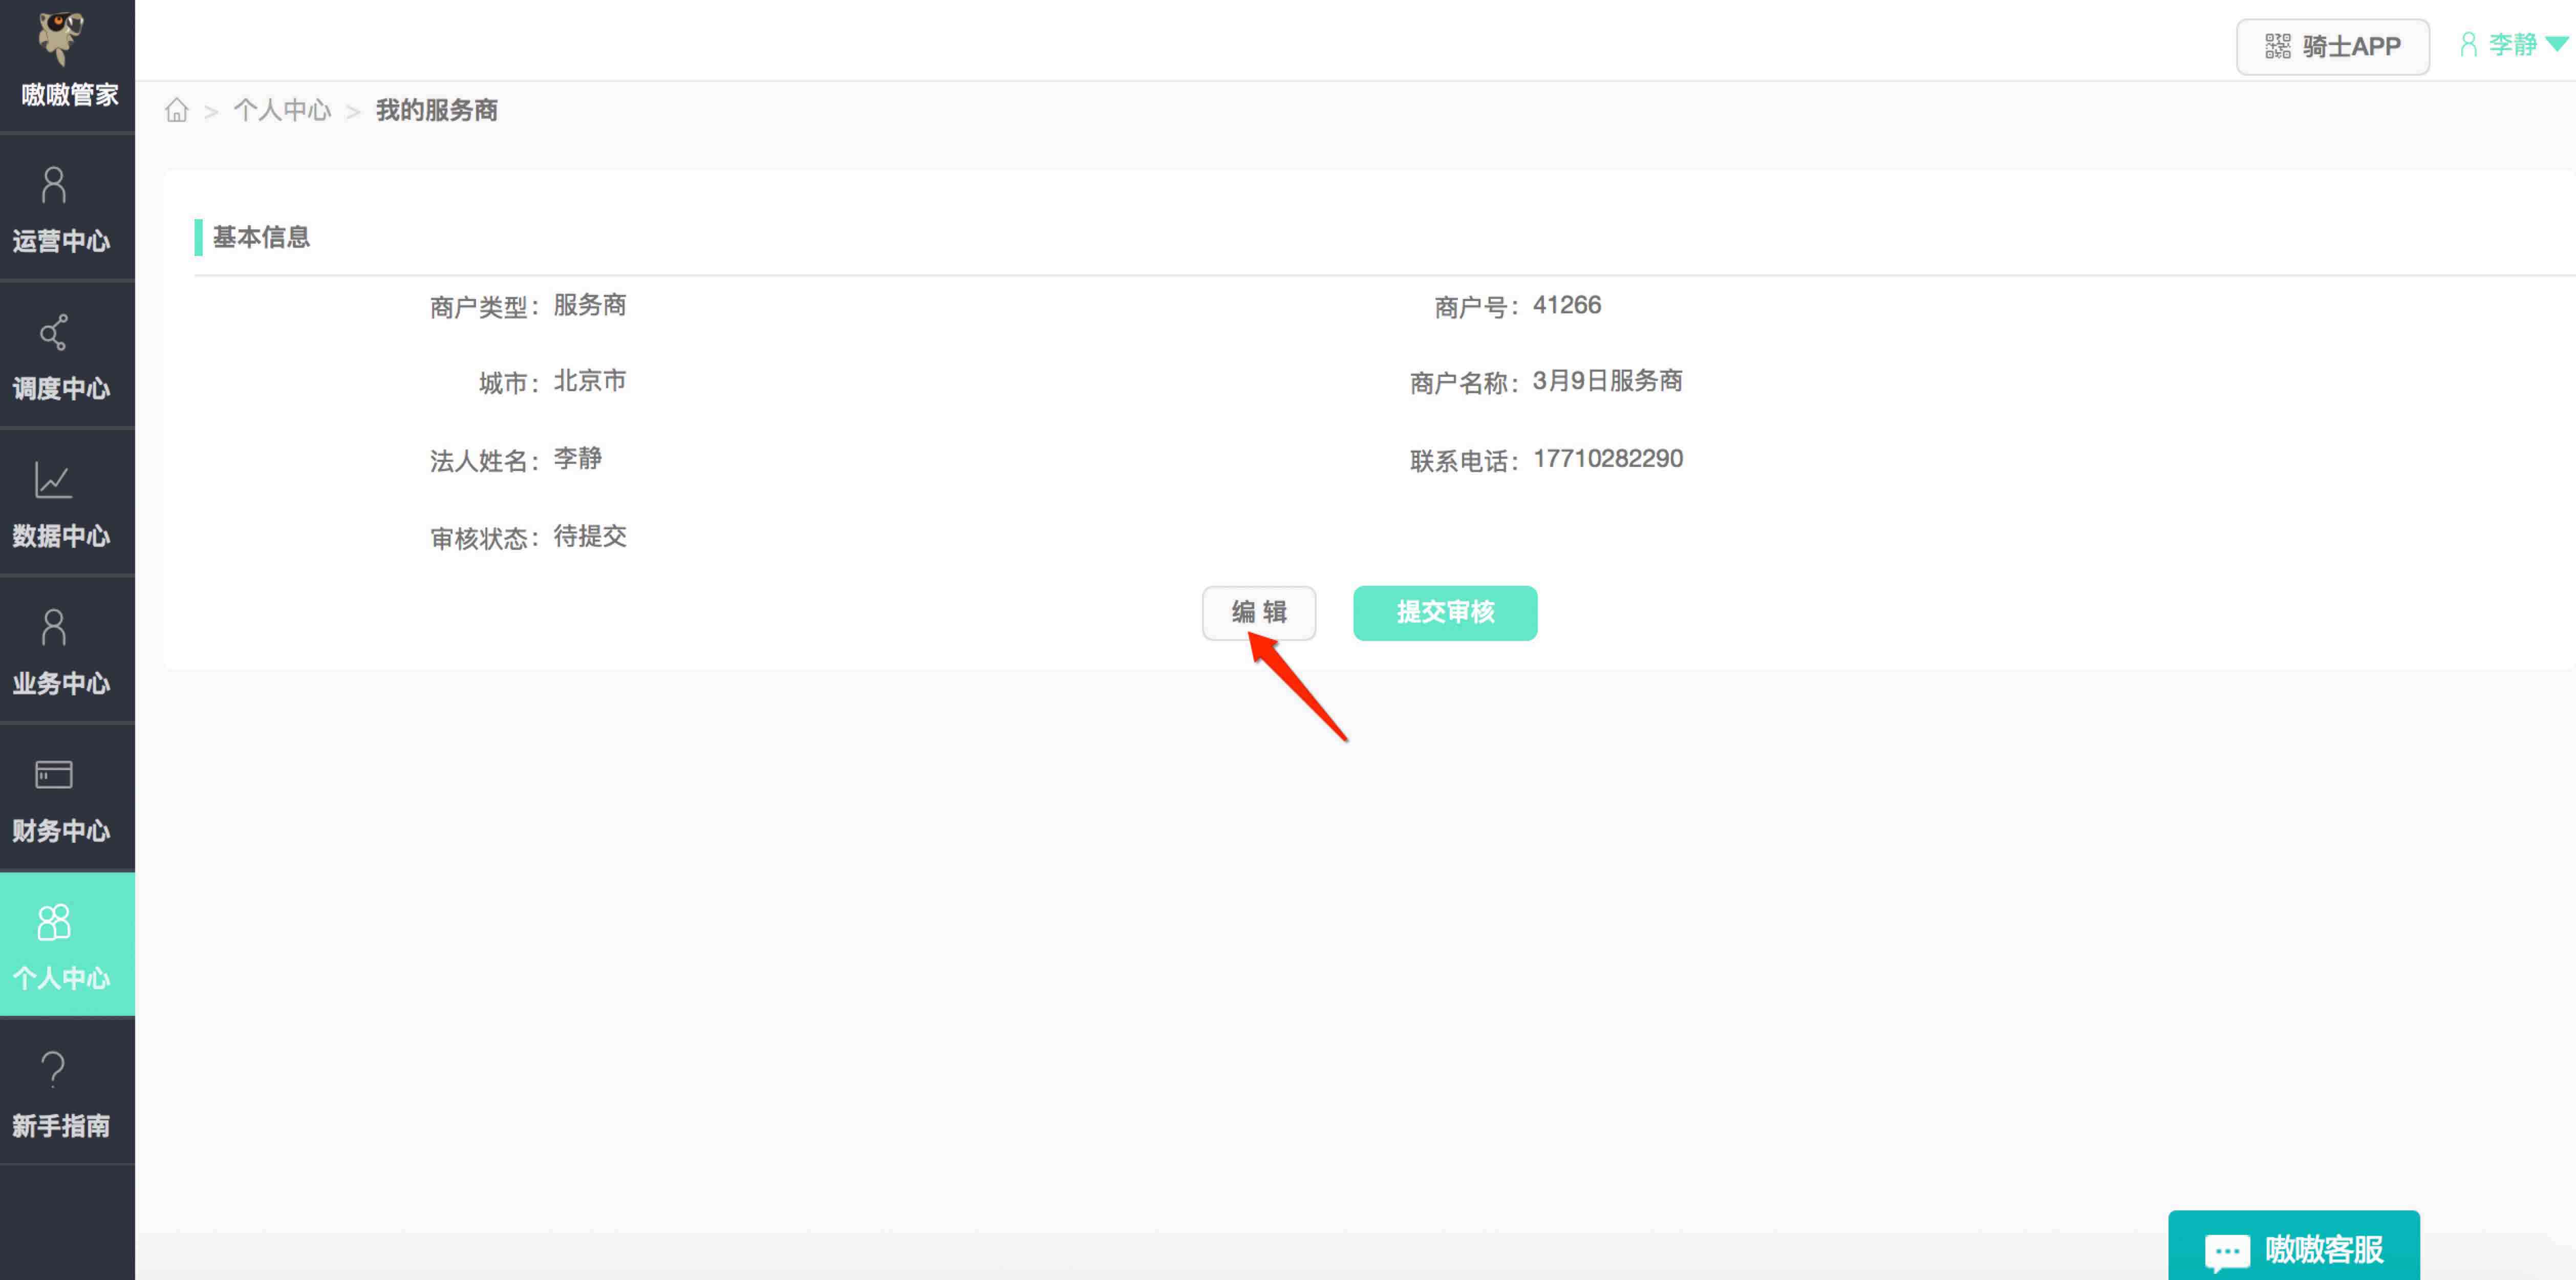 嗷嗷管家
骑士APP
李静
个人中心 > 我的服务商
运营中心
调度中心
数据中心
业务中心
财务中心
个人中心
新手指南
基本信息
商户类型：服务商
商户号：41266
城市：北京市
商户名称：3月9日服务商
法人姓名：李静
联系电话：17710282290
审核状态：待提交
编 辑
提交审核
嗷嗷客服